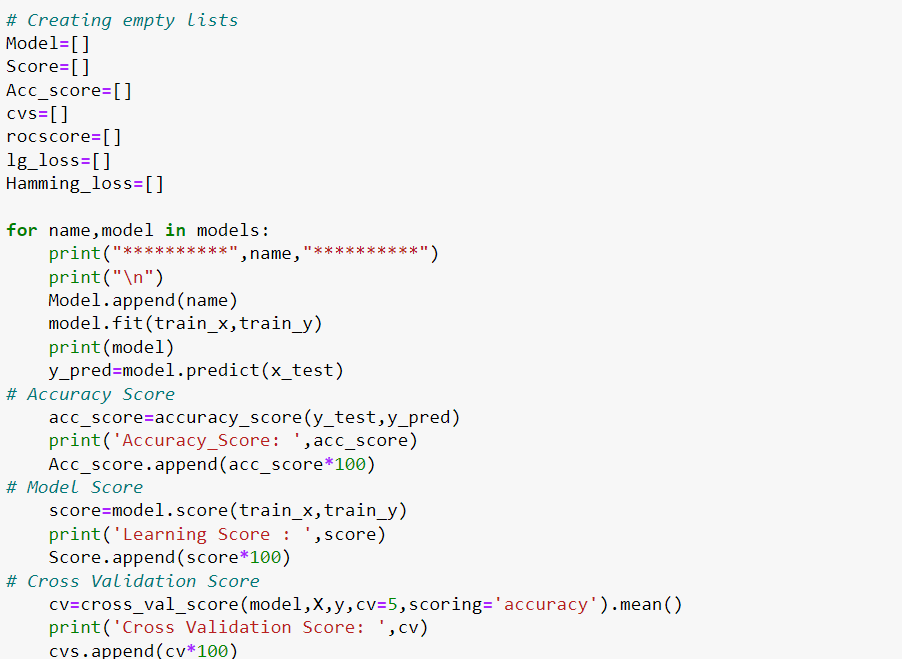 # Creating empty lists
Model=[]
Score=[]
Acc_score=[]
cvs=[]
rocscore=[]
lg_loss=[]
Hamming_loss=[]

for name,model in models:
    print("**********",name,"**********")
    print("\n")
    Model.append(name)
    model.fit(train_x,train_y)
    print(model)
    y_pred=model.predict(x_test)
# Accuracy Score
    acc_score=accuracy_score(y_test,y_pred)
    print('Accuracy_Score: ',acc_score)
    Acc_score.append(acc_score*100)
# Model Score
    score=model.score(train_x,train_y)
    print('Learning Score : ',score)
    Score.append(score*100)
# Cross Validation Score
    cv=cross_val_score(model,X,y,cv=5,scoring='accuracy').mean()
    print('Cross Validation Score: ',cv)
    cvs.append(cv*100)